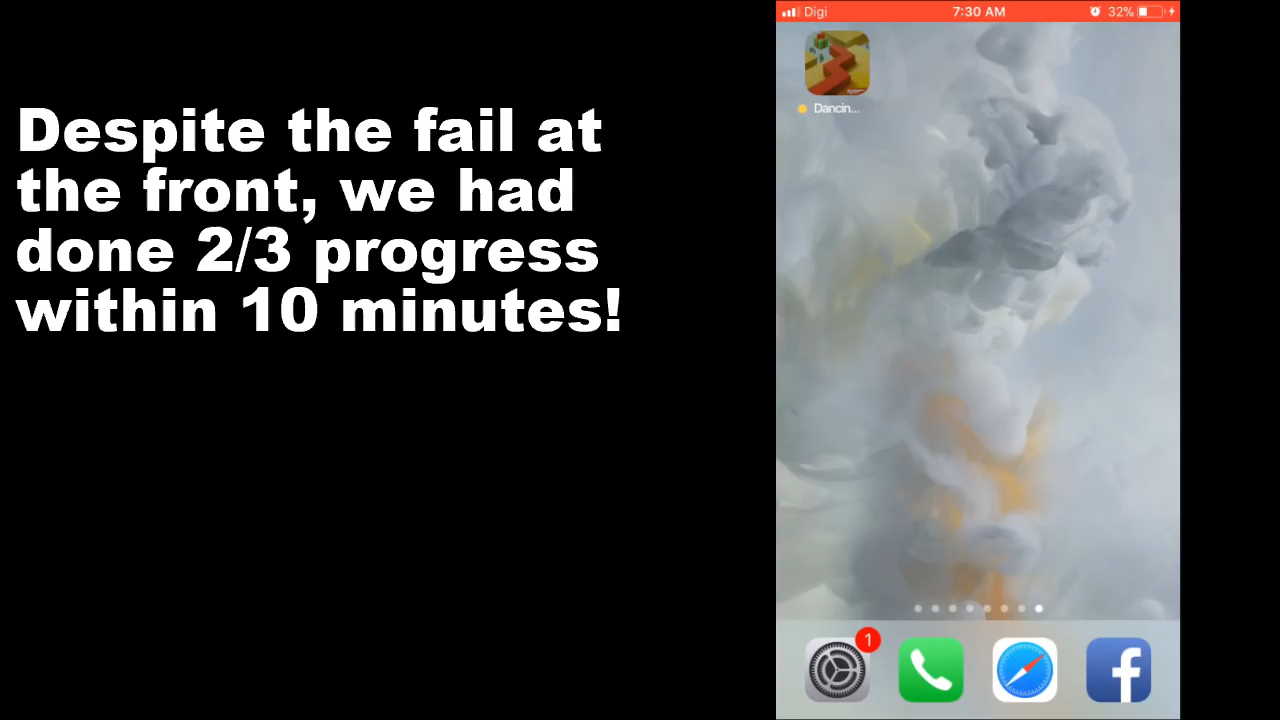 Despite the fail at
the front, we had
done 2/3 progress
within 10 minutes!
Digi 7:30 AM 32%
Dancin...
1